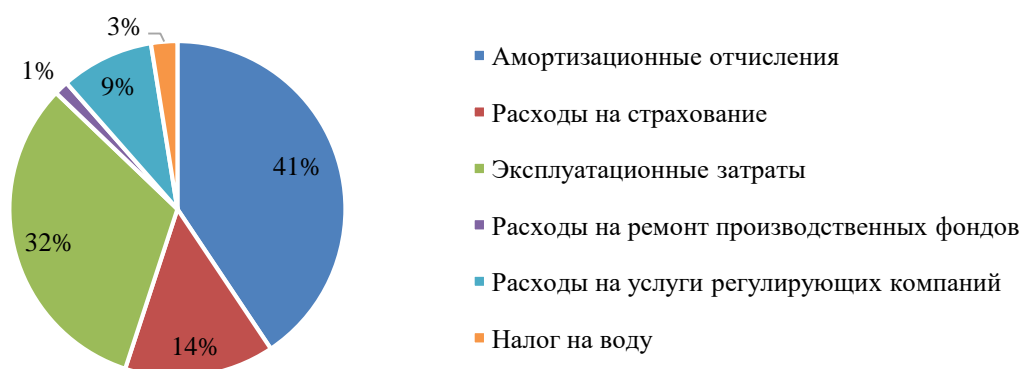 3%
1%
9%
41%
32%
14%
Амортизационные отчисления
Расходы на страхование
Эксплуатационные затраты
Расходы на ремонт производственных фондов
Расходы на услуги регулирующих компаний
Налог на воду